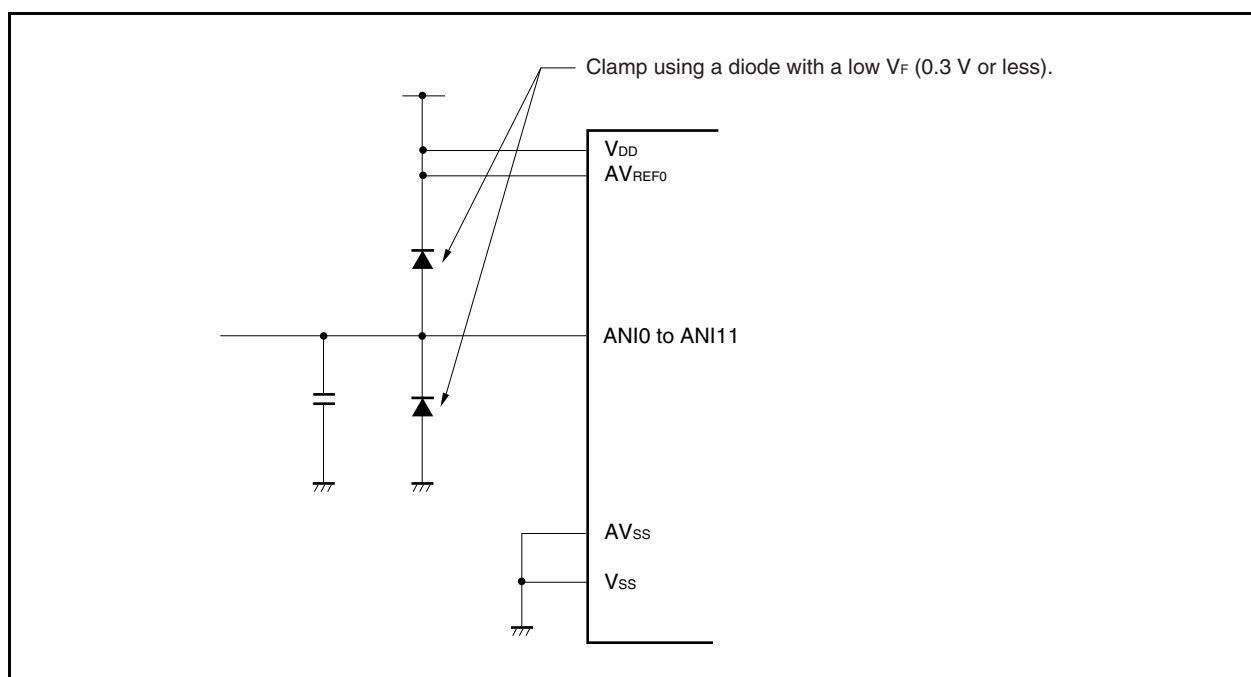 Clamp using a diode with a low VF (0.3 V or less).
VDD
AVREF0
ANI0 to ANI11
AVSS
VSS